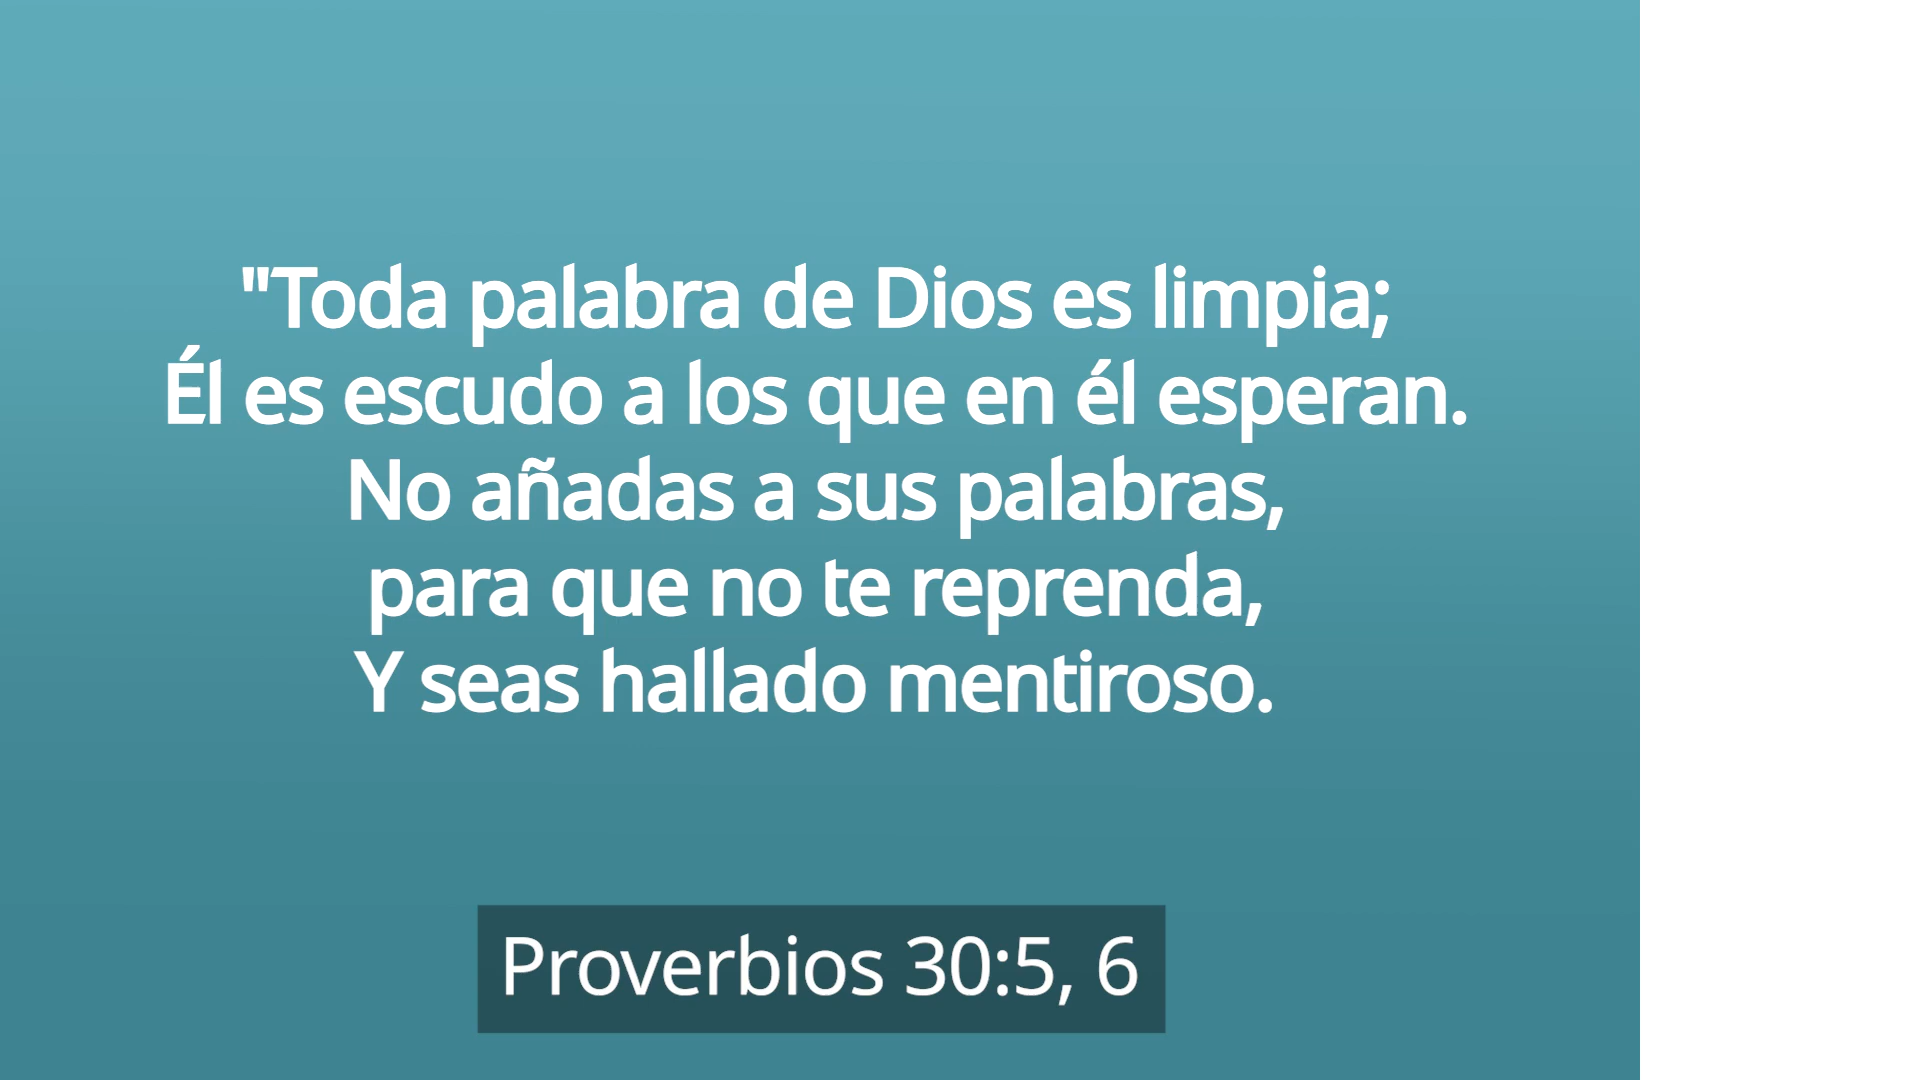 "Toda palabra de Dios es limpia;
Él es escudo a los que en él esperan.
No añadas a sus palabras,
para que no te reprenda,
Y seas hallado mentiroso.
Proverbios 30:5, 6